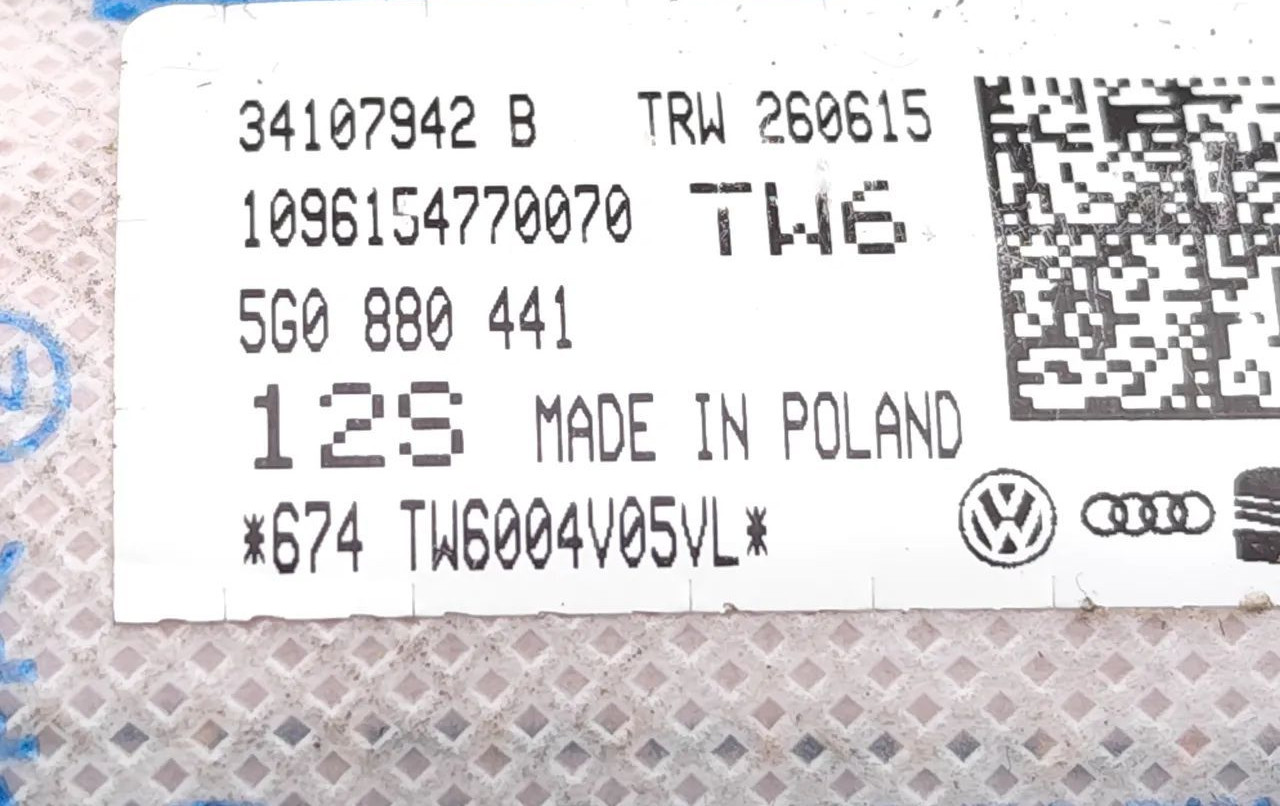 34107942 B TRW 260615
1096154770070 TW6
5G0 880 441
12S MADE IN POLAND
*674 TW6004V05VL*